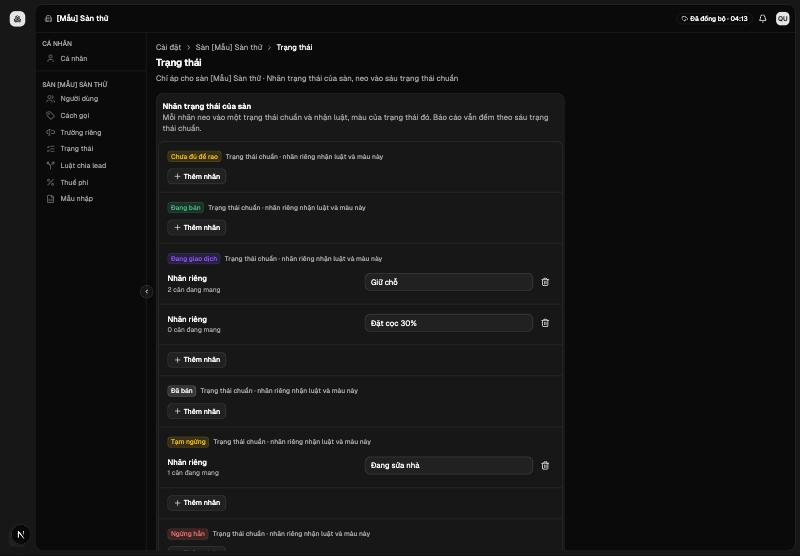 [Mẫu] Sàn thử
Đã đồng bộ · 04:13
QU
CÁ NHÂN
Cá nhân
SÀN [MẪU] SÀN THỬ
Người dùng
Cách gọi
Trường riêng
Trạng thái
Luật chia lead
Thuế phí
Mẫu nhập
Cài đặt > Sàn [Mẫu] Sàn thử > Trạng thái
Trạng thái
Chỉ áp cho sàn [Mẫu] Sàn thử · Nhãn trạng thái của sàn, neo vào sáu trạng thái chuẩn
Nhãn trạng thái của sàn
Mỗi nhãn neo vào một trạng thái chuẩn và nhận luật, màu của trạng thái đó. Báo cáo vẫn đếm theo sáu trạng
thái chuẩn.
Chưa đủ để rao Trạng thái chuẩn · nhãn riêng nhận luật và màu này
+ Thêm nhãn
Đang bán Trạng thái chuẩn · nhãn riêng nhận luật và màu này
+ Thêm nhãn
Đang giao dịch Trạng thái chuẩn · nhãn riêng nhận luật và màu này
Nhãn riêng
2 căn đang mang
Giữ chỗ
Nhãn riêng
0 căn đang mang
Đặt cọc 30%
+ Thêm nhãn
Đã bán Trạng thái chuẩn · nhãn riêng nhận luật và màu này
+ Thêm nhãn
Tạm ngừng Trạng thái chuẩn · nhãn riêng nhận luật và màu này
Nhãn riêng
1 căn đang mang
Đang sửa nhà
+ Thêm nhãn
Ngừng hẳn Trạng thái chuẩn · nhãn riêng nhận luật và màu này
N